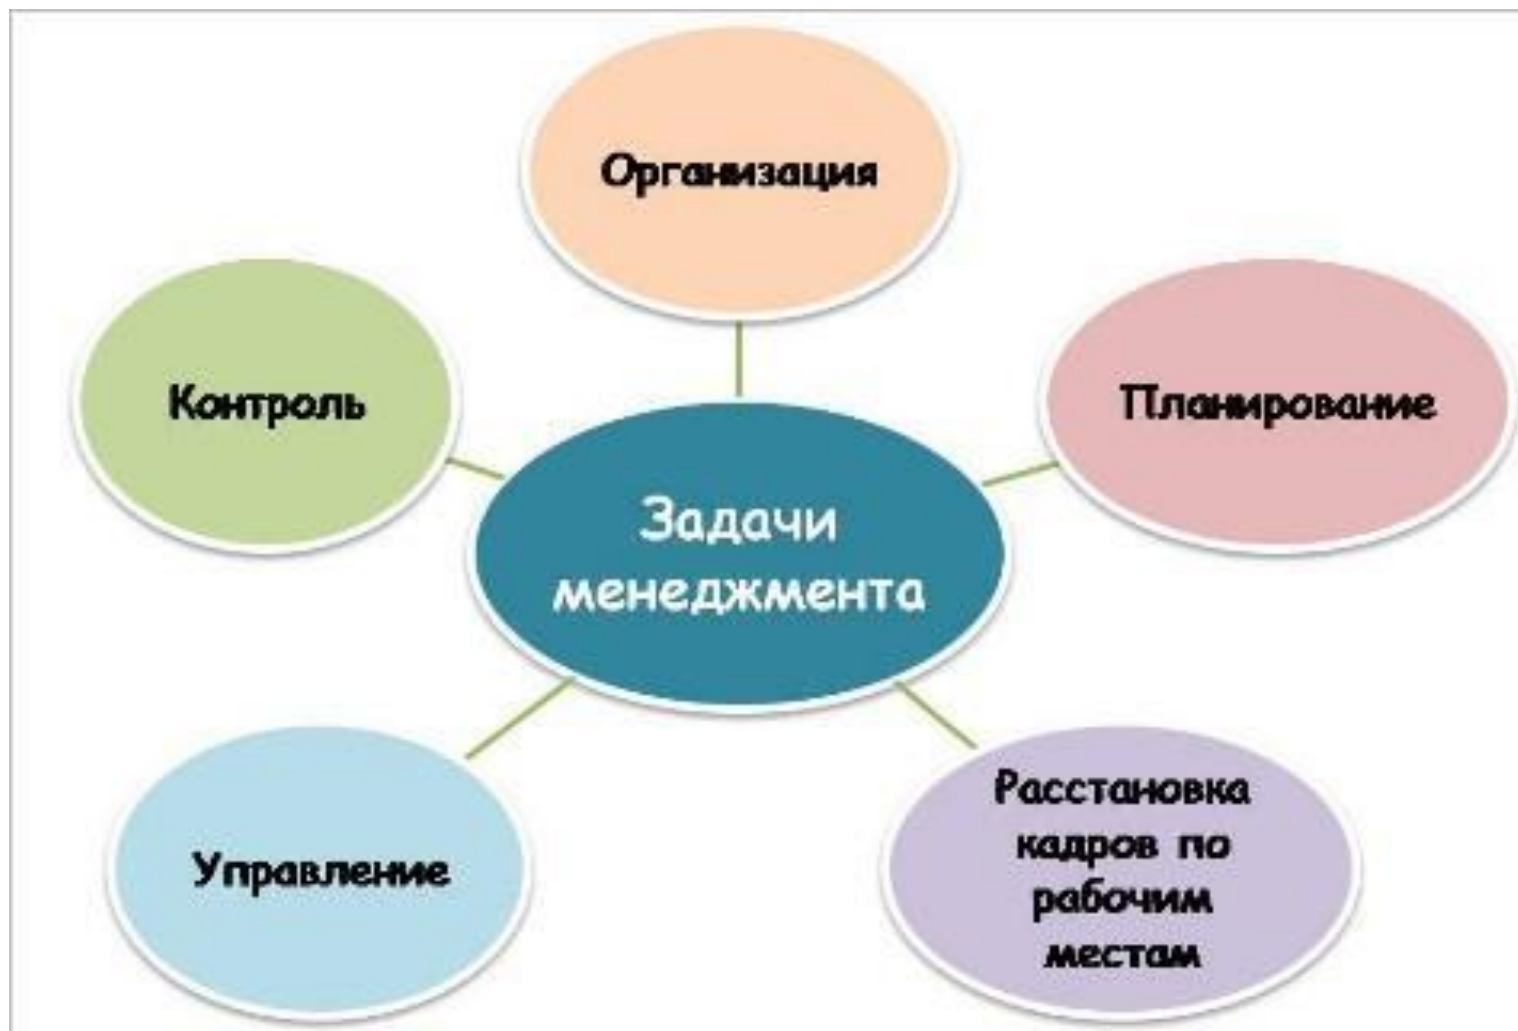 Организация
Контроль
Планирование
Задачи
менеджмента
Управление
Расстановка
кадров по
рабочим
местам